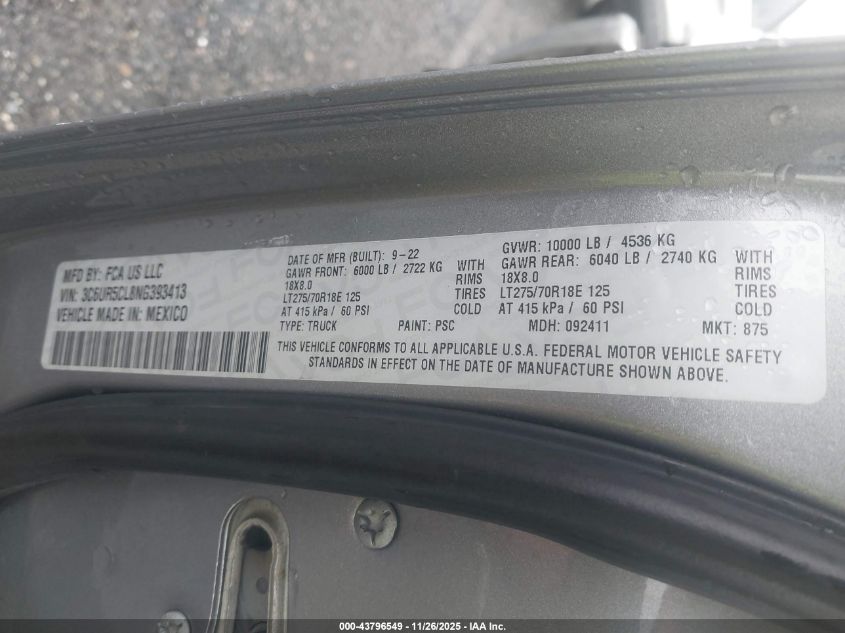 MFD BY: FCA US LLC
VIN: 3C6UR5CL8NG393413
VEHICLE MADE IN: MEXICO
DATE OF MFR (BUILT): 9-22
GAWR FRONT: 6000 LB / 2722 KG WITH
18X8.0 RIMS
LT275/70R18E 125 TIRES
AT 415 kPa / 60 PSI COLD
TYPE: TRUCK PAINT: PSC
GVWR: 10000 LB / 4536 KG
GAWR REAR: 6040 LB / 2740 KG WITH
18X8.0 RIMS
LT275/70R18E 125 TIRES
AT 415 kPa / 60 PSI COLD
MDH: 092411 MKT: 875
THIS VEHICLE CONFORMS TO ALL APPLICABLE U.S.A. FEDERAL MOTOR VEHICLE SAFETY
STANDARDS IN EFFECT ON THE DATE OF MANUFACTURE SHOWN ABOVE.
000-43796549 - 11/26/2025 - IAA Inc.